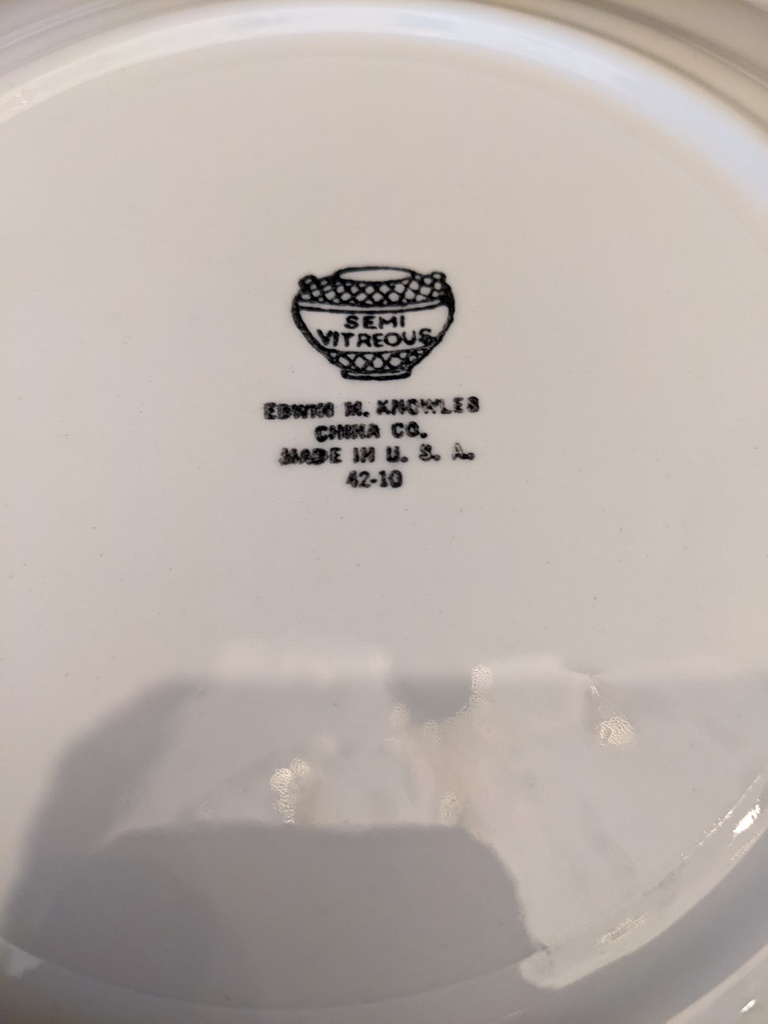 SEMI
VITREOUS
EDWIN M. KNOWLES
CHINA CO.
MADE IN U. S. A.
42-10